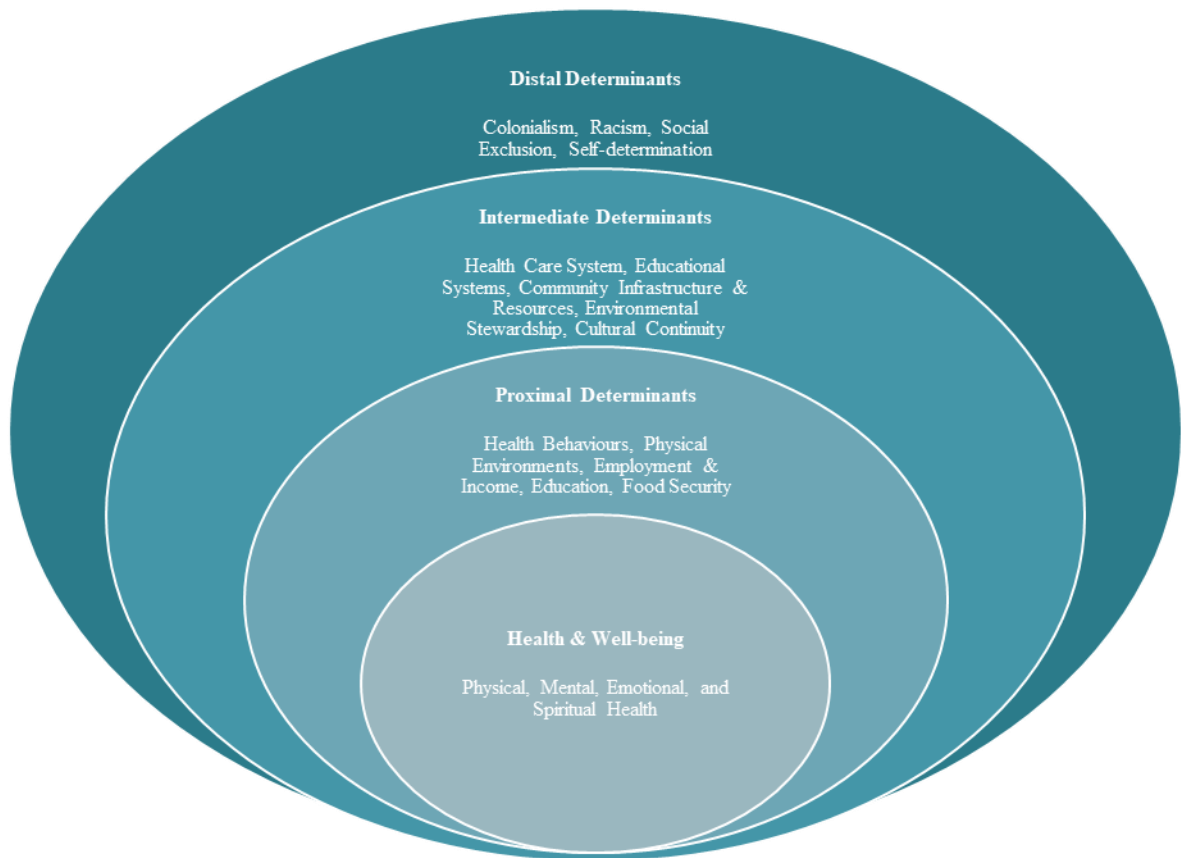 Distal Determinants
Colonialism, Racism, Social
Exclusion, Self-determination
Intermediate Determinants
Health Care System, Educational
Systems, Community Infrastructure &
Resources, Environmental
Stewardship, Cultural Continuity
Proximal Determinants
Health Behaviours, Physical
Environments, Employment &
Income, Education, Food Security
Health & Well-being
Physical, Mental, Emotional, and
Spiritual Health